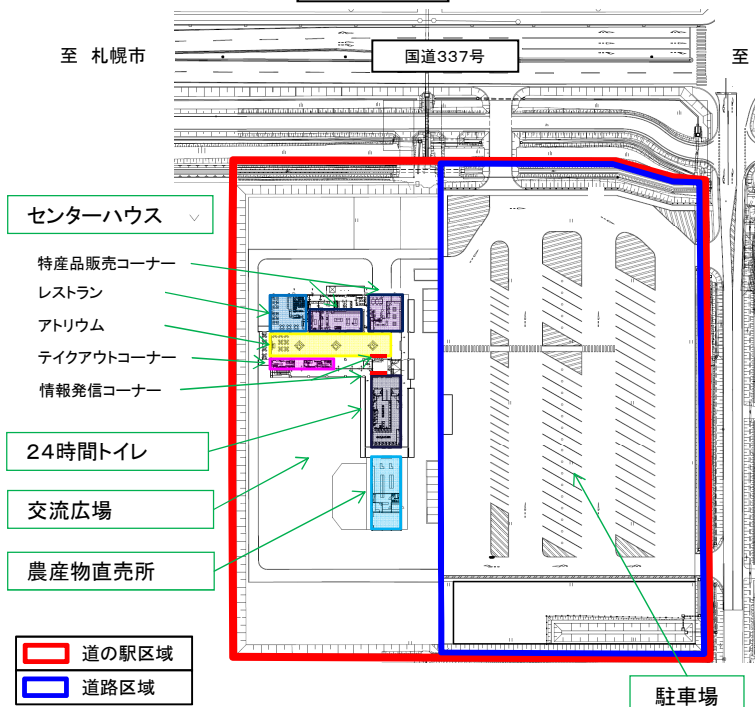 至 札幌市
国道337号
至
センターハウス
特産品販売コーナー
レストラン
アトリウム
テイクアウトコーナー
情報発信コーナー
24時間トイレ
交流広場
農産物直売所
道の駅区域
道路区域
駐車場